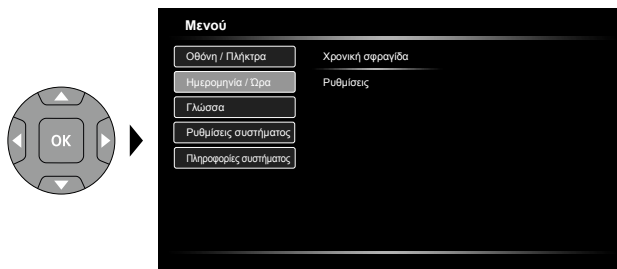 Μενού
Οθόνη / Πλήκτρα
Χρονική σφραγίδα
Ημερομηνία / Ώρα
Ρυθμίσεις
Γλώσσα
Ρυθμίσεις συστήματος
Πληροφορίες συστήματος
OK